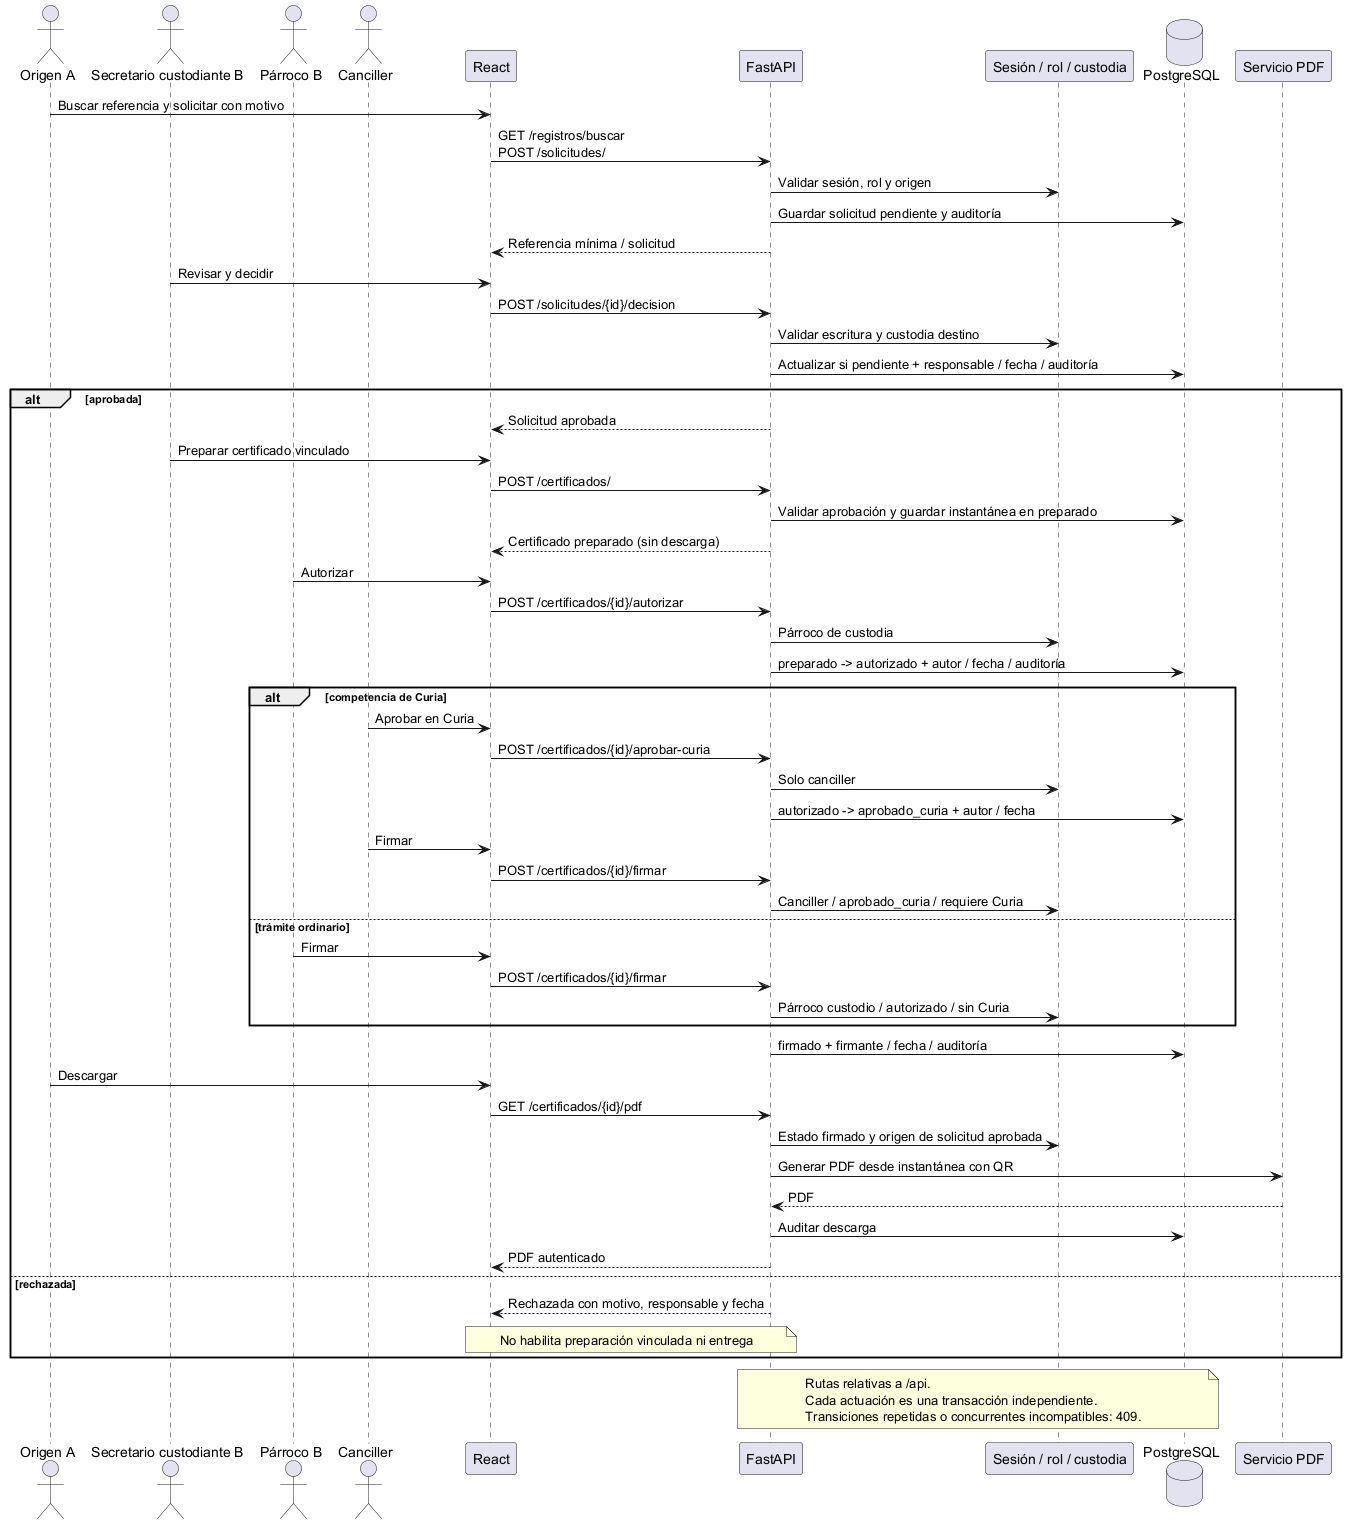 Origen A
Secretario custodiante B
Párroco B
Canciller
React
FastAPI
Sesión / rol / custodia
PostgreSQL
Servicio PDF
Buscar referencia y solicitar con motivo
GET /registros/buscar
POST /solicitudes/
Validar sesión, rol y origen
Guardar solicitud pendiente y auditoría
Referencia mínima / solicitud
Revisar y decidir
POST /solicitudes/{id}/decision
Validar escritura y custodia destino
Actualizar si pendiente + responsable / fecha / auditoría
alt [aprobada]
Solicitud aprobada
Preparar certificado vinculado
POST /certificados/
Validar aprobación y guardar instantánea en preparado
Certificado preparado (sin descarga)
Autorizar
POST /certificados/{id}/autorizar
Párroco de custodia
preparado -> autorizado + autor / fecha / auditoría
alt [competencia de Curia]
Aprobar en Curia
POST /certificados/{id}/aprobar-curia
Solo canciller
autorizado -> aprobado_curia + autor / fecha
Firmar
POST /certificados/{id}/firmar
Canciller / aprobado_curia / requiere Curia
[trámite ordinario]
Firmar
POST /certificados/{id}/firmar
Párroco custodio / autorizado / sin Curia
firmado + firmante / fecha / auditoría
Descargar
GET /certificados/{id}/pdf
Estado firmado y origen de solicitud aprobada
Generar PDF desde instantánea con QR
PDF
Auditar descarga
PDF autenticado
[rechazada]
Rechazada con motivo, responsable y fecha
No habilita preparación vinculada ni entrega
Rutas relativas a /api.
Cada actuación es una transacción independiente.
Transiciones repetidas o concurrentes incompatibles: 409.
Origen A
Secretario custodiante B
Párroco B
Canciller
React
FastAPI
Sesión / rol / custodia
PostgreSQL
Servicio PDF